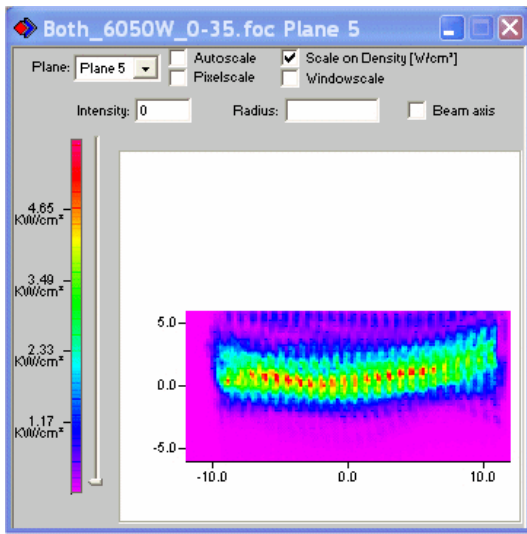 Both_6050W_0-35.foc Plane 5
Plane: Plane 5
Autoscale
Scale on Density [W/cm²]
Pixelscale
Windowscale
Intensity: 0
Radius:
Beam axis
4.65
KW/cm²
3.49
KW/cm²
2.33
KW/cm²
1.17
KW/cm²
5.0
0.0
-5.0
-10.0 0.0 10.0